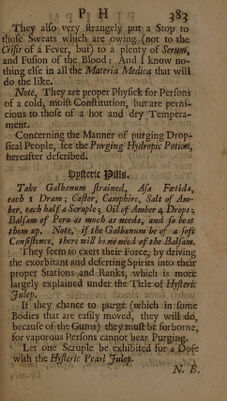 P H 383
They also very strangely put a Stop to
those Sweats which are owing (not to the
Crisis of a Fever, but) to a plenty of Serum,
and Fusion of the Blood: And I know no-
thing else in all the Materia Medica that will
do the like.
Note, They are proper Physick for Persons
of a cold, moist Constitution, but are perni-
cious to those of a hot and dry Tempera-
ment.
Concerning the Manner of purging Drop-
sical People, see the Purging Hydropic Potion,
hereafter described.
Hysteric Pills.
Take Galbanum strained, Asa Fœtida,
each 1 Dram; Castor, Camphire, Salt of Am-
ber, each half a Scruple; Oil of Amber 4 Drops;
Balsam of Peru as much as needs, and so beat
them up. Note, if the Galbanum be of a soft
Consistence, there will be no need of the Balsam.
They seem to exert their Force, by driving
the exorbitant and deserting Spirits into their
proper Stations and Ranks, which is more
largely explained under the Title of Hysteric
Julep.
If they chance to purge (which in some
Bodies that are easily moved, they will do,
because of the Gums) they must be forborne,
for vaporous Persons cannot bear Purging.
Let one Scruple be exhibited for a Dose
with the Hysteric Pearl Julep.
N. B.